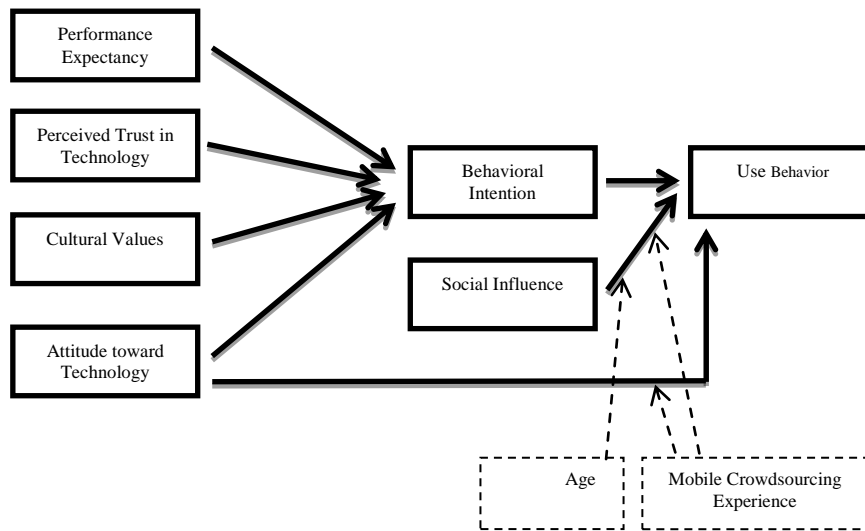 Performance
Expectancy
Perceived Trust in
Technology
Behavioral
Intention
Use Behavior
Cultural Values
Social Influence
Attitude toward
Technology
Age
Mobile Crowdsourcing
Experience